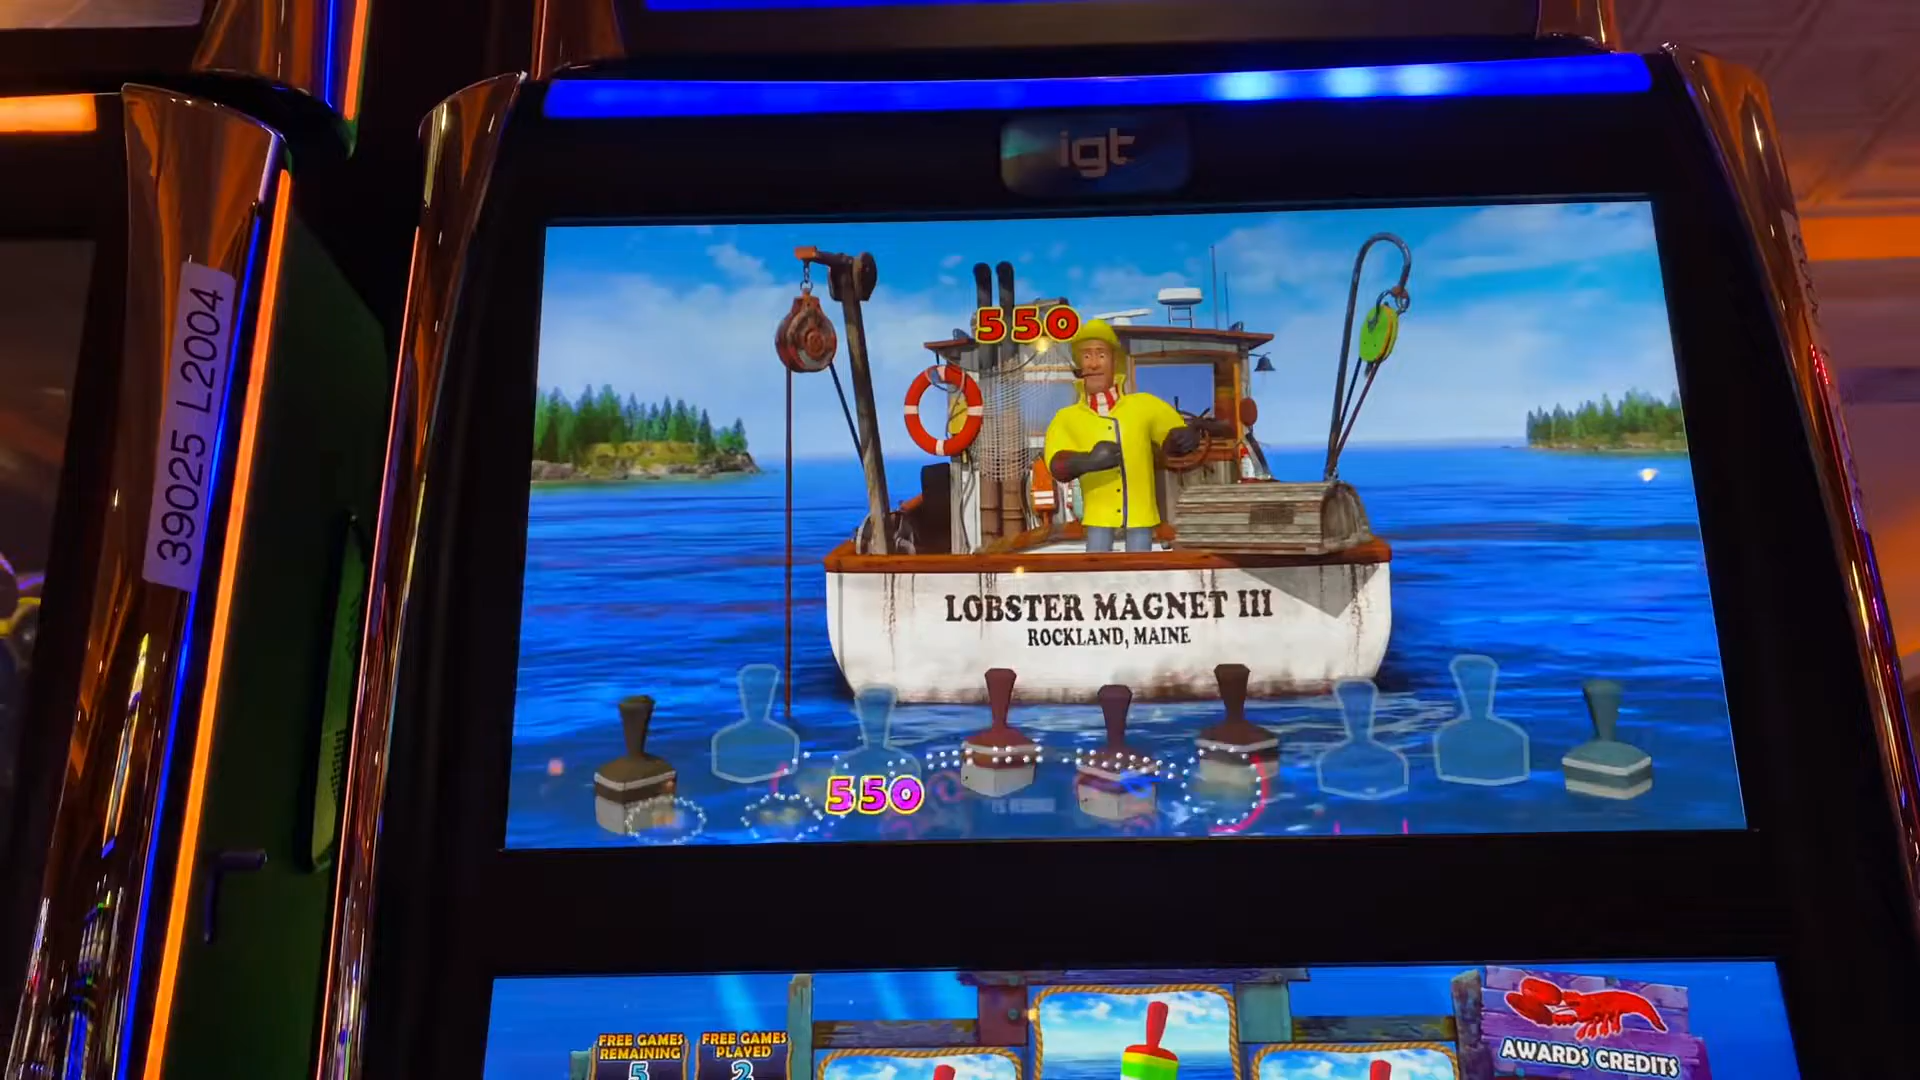 igt
39025 L2004
550
LOBSTER MAGNET III
ROCKLAND, MAINE
550
FREE GAMES
REMAINING
5
FREE GAMES
PLAYED
2
AWARDS CREDITS